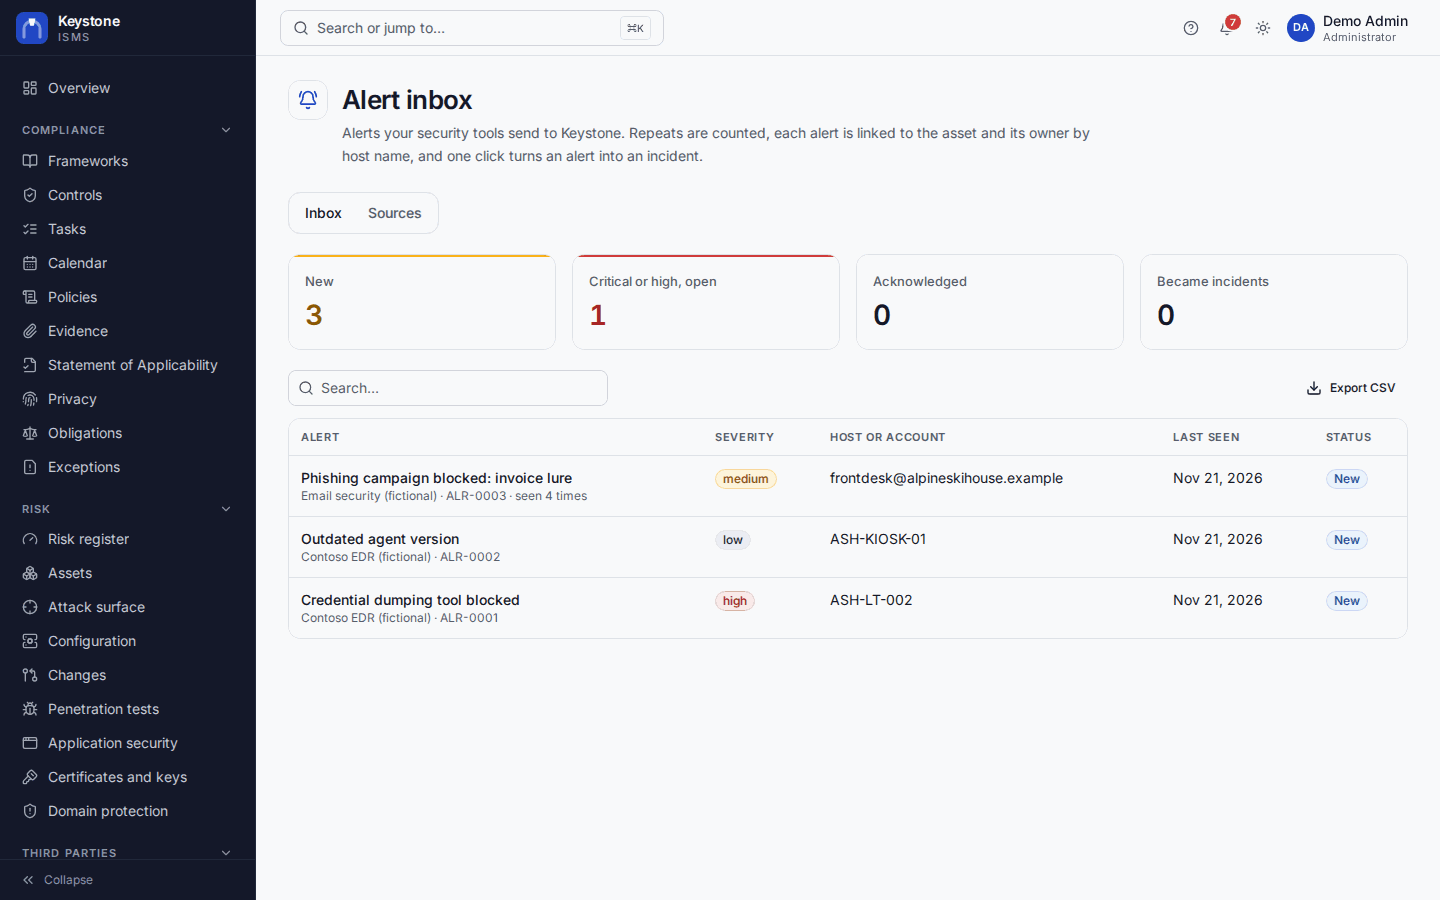 Keystone
ISMS
Search or jump to...
⌘K
7
DA
Demo Admin
Administrator
Overview
COMPLIANCE
Frameworks
Controls
Tasks
Calendar
Policies
Evidence
Statement of Applicability
Privacy
Obligations
Exceptions
RISK
Risk register
Assets
Attack surface
Configuration
Changes
Penetration tests
Application security
Certificates and keys
Domain protection
THIRD PARTIES
Collapse
Alert inbox
Alerts your security tools send to Keystone. Repeats are counted, each alert is linked to the asset and its owner by
host name, and one click turns an alert into an incident.
Inbox Sources
New
3
Critical or high, open
1
Acknowledged
0
Became incidents
0
Search...
Export CSV
ALERT SEVERITY HOST OR ACCOUNT LAST SEEN STATUS
Phishing campaign blocked: invoice lure medium frontdesk@alpineskihouse.example Nov 21, 2026 New
Email security (fictional) · ALR-0003 · seen 4 times
Outdated agent version low ASH-KIOSK-01 Nov 21, 2026 New
Contoso EDR (fictional) · ALR-0002
Credential dumping tool blocked high ASH-LT-002 Nov 21, 2026 New
Contoso EDR (fictional) · ALR-0001